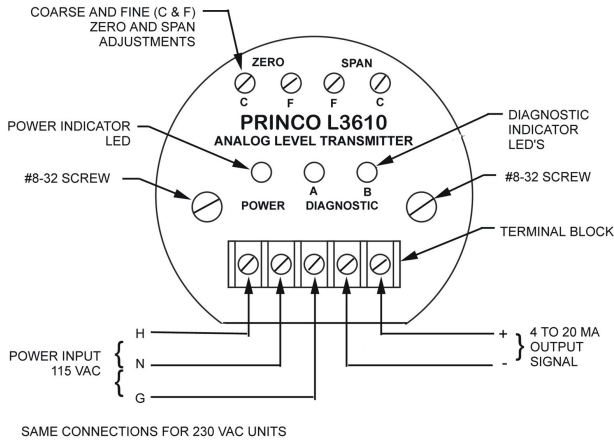 COARSE AND FINE (C & F)
ZERO AND SPAN
ADJUSTMENTS
ZERO SPAN
C F F C
PRINCO L3610
ANALOG LEVEL TRANSMITTER
POWER INDICATOR
LED
DIAGNOSTIC
INDICATOR
LED'S
A B
#8-32 SCREW
POWER DIAGNOSTIC
#8-32 SCREW
TERMINAL BLOCK
H
N
G
POWER INPUT
115 VAC
+
-
4 TO 20 MA
OUTPUT
SIGNAL
SAME CONNECTIONS FOR 230 VAC UNITS